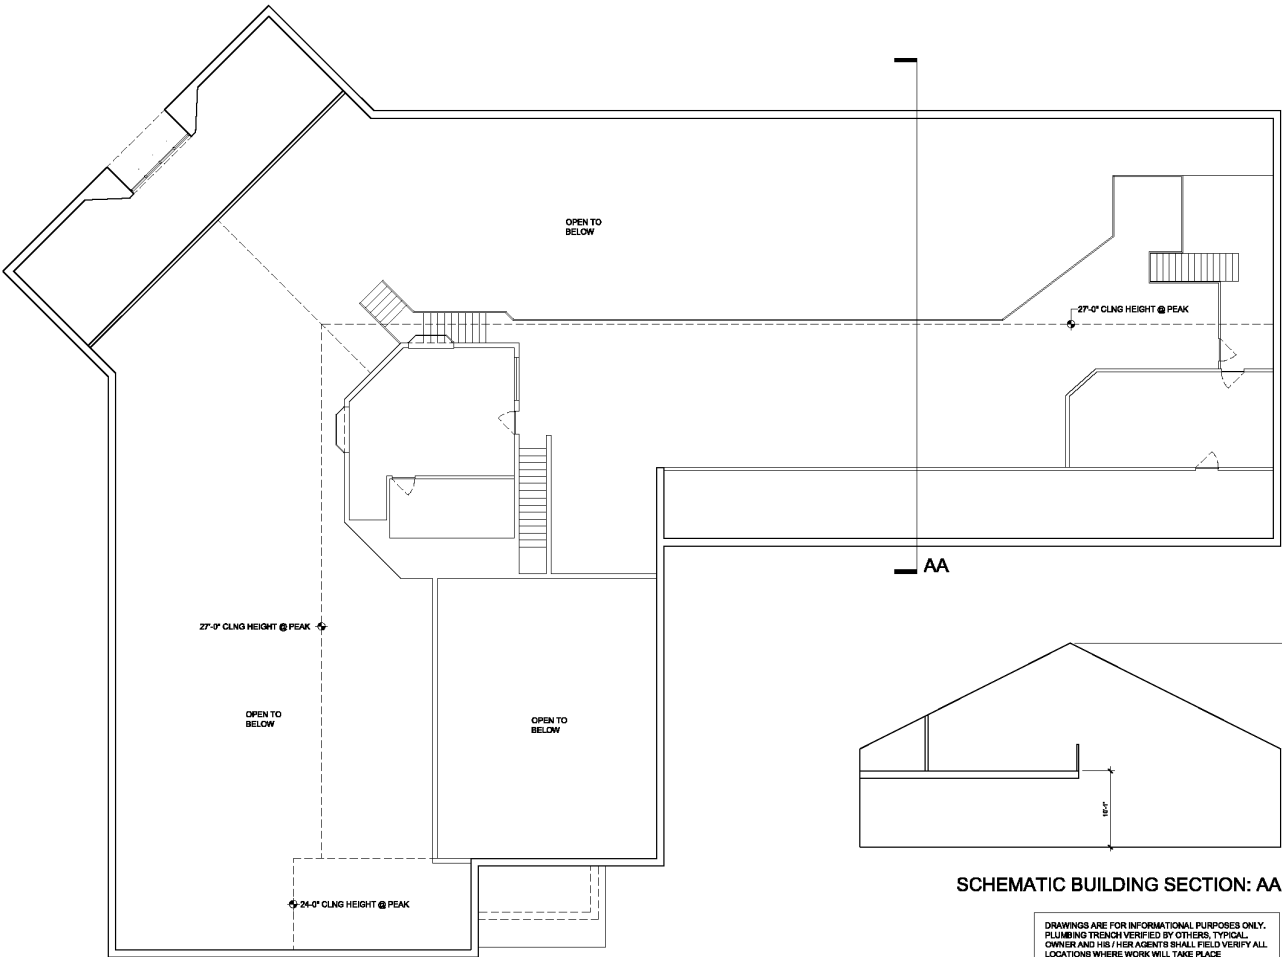 OPEN TO
BELOW
27'-0" CLNG HEIGHT @ PEAK
AA
27'-0" CLNG HEIGHT @ PEAK
OPEN TO
BELOW
OPEN TO
BELOW
24-0" CLNG HEIGHT @ PEAK
SCHEMATIC BUILDING SECTION: AA
DRAWINGS ARE FOR INFORMATIONAL PURPOSES ONLY.
PLUMBING TRENCH VERIFIED BY OTHERS, TYPICAL.
OWNER AND HIS / HER AGENTS SHALL FIELD VERIFY ALL
LOCATIONS WHERE WORK WILL TAKE PLACE